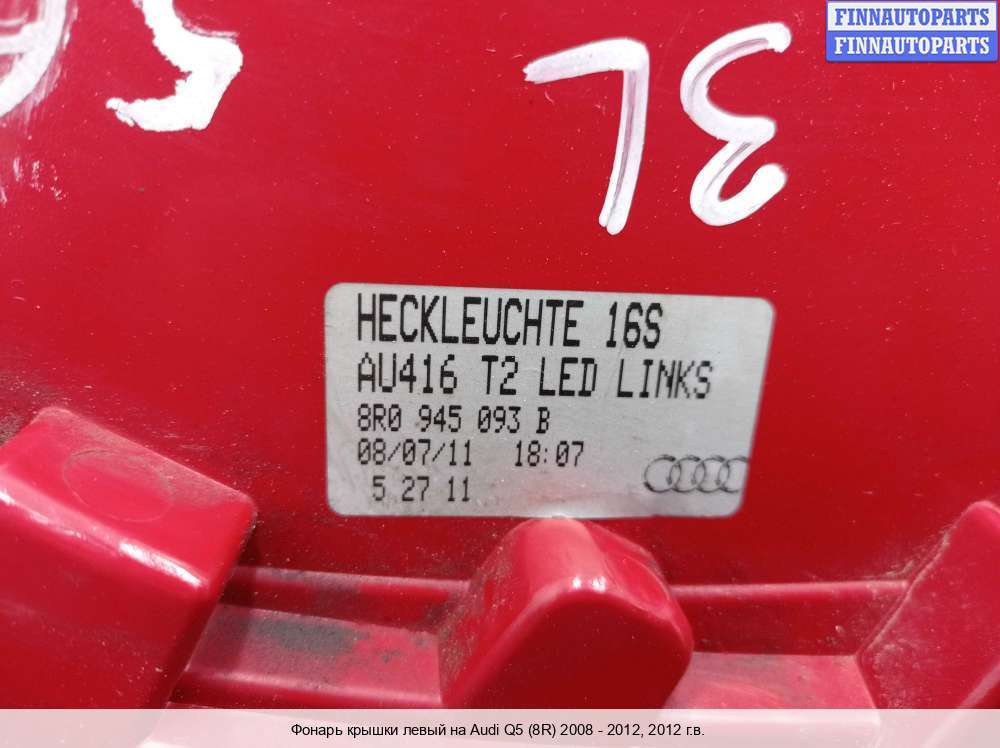 FINNAUTOPARTS
FINNAUTOPARTS
HECKLEUCHTE 16S
AU416 T2 LED LINKS
8R0 945 093 B
08/07/11 18:07
5 27 11
Фонарь крышки левый на Audi Q5 (8R) 2008 - 2012, 2012 г.в.